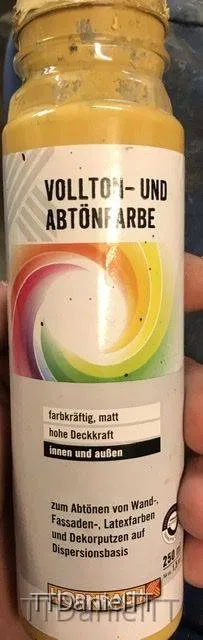 VOLLTON- UND
ABTÖNFARBE
farbkräftig, matt
hohe Deckkraft
innen und außen
zum Abtönen von Wand-,
Fassaden-, Latexfarben
und Dekorputzen auf
Dispersionsbasis
TTDanielTT